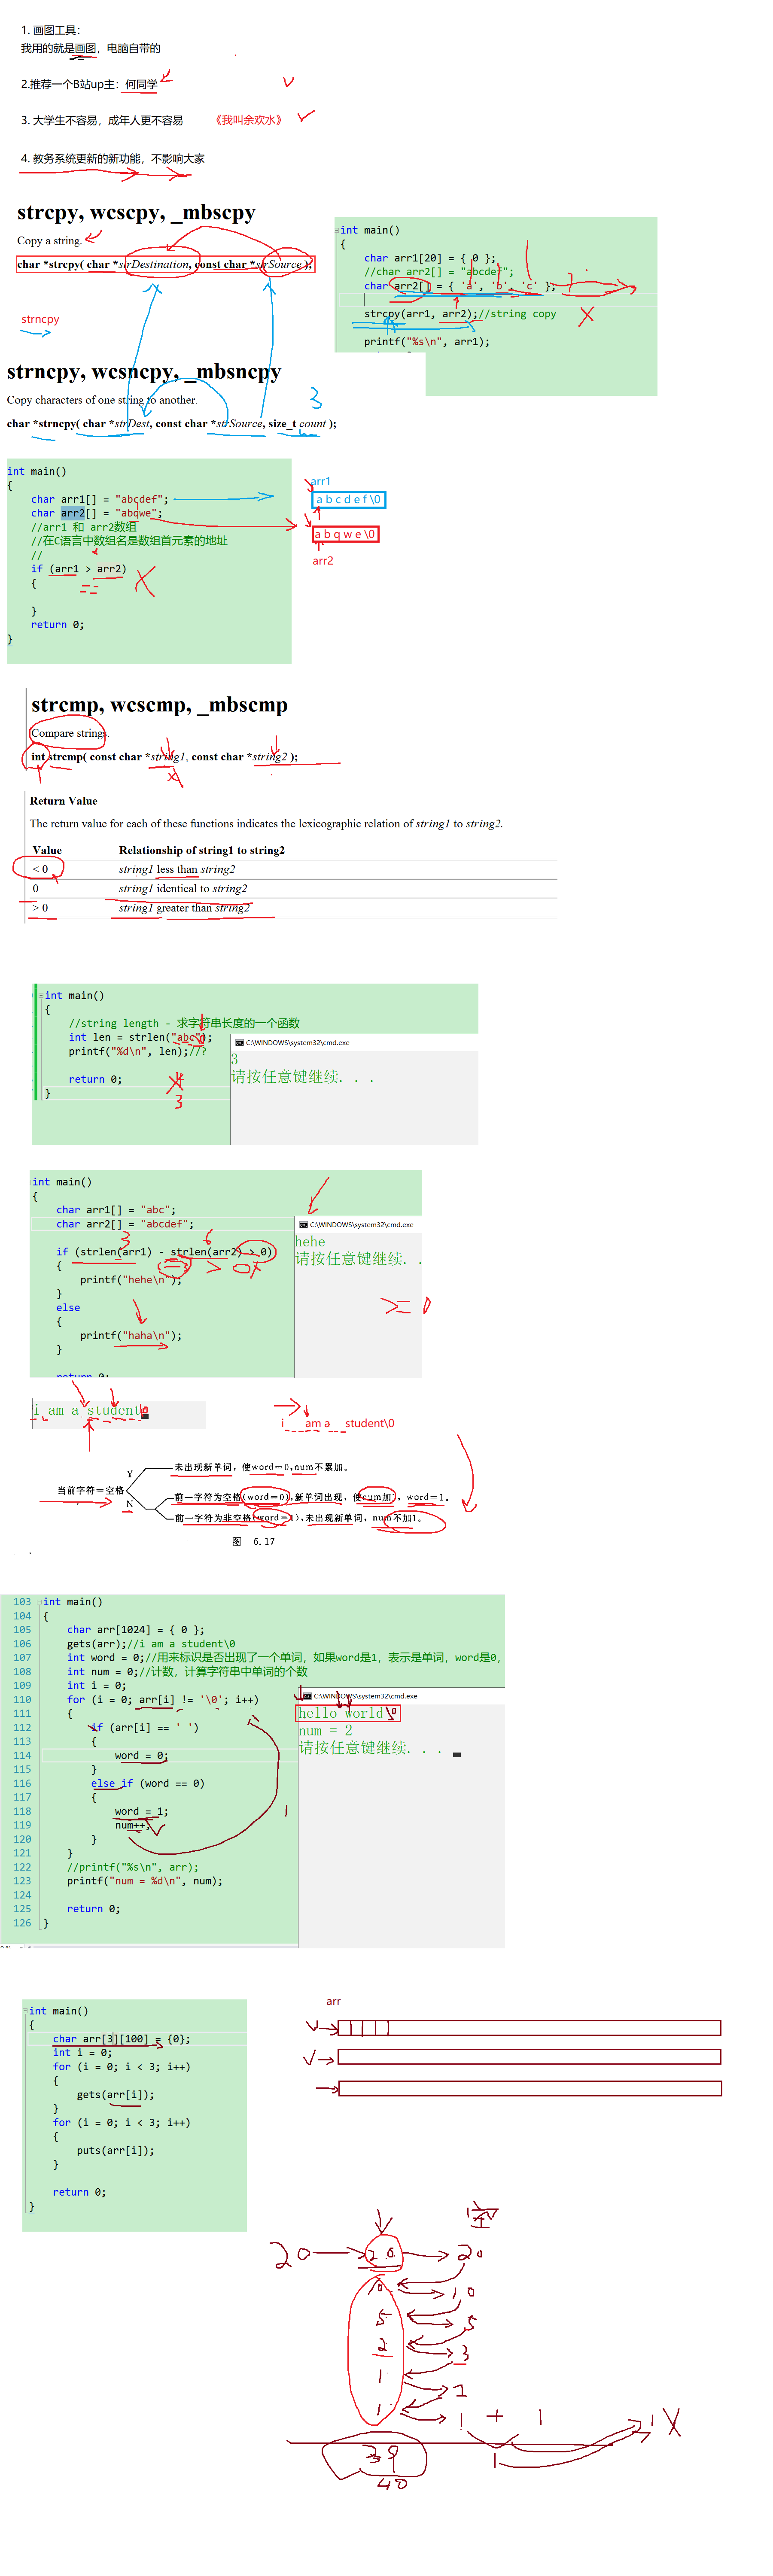 1. 画图工具：
我用的就是画图，电脑自带的
2.推荐一个B站up主：何同学
3. 大学生不容易，成年人更不容易 《我叫余欢水》
4. 教务系统更新的新功能，不影响大家
strcpy, wcscpy, _mbscpy
Copy a string.
char *strcpy( char *strDestination, const char *strSource );
int main()
{
char arr1[20] = { 0 };
//char arr2[] = "abcdef";
char arr2[] = { 'a', 'b', 'c' };
strcpy(arr1, arr2);//string copy
X
printf("%s\n", arr1);
strncpy
strncpy, wcsncpy, _mbsncpy
Copy characters of one string to another.
3
char *strncpy( char *strDest, const char *strSource, size_t count );
int main()
{
char arr1[] = "abcdef";
char arr2[] = "abqwe";
//arr1 和 arr2数组
//在C语言中数组名是数组首元素的地址
//
if (arr1 > arr2)
{
==
}
return 0;
}
arr1
a b c d e f \0
a b q w e \0
arr2
strcmp, wcscmp, _mbscmp
Compare strings.
int strcmp( const char *string1, const char *string2 );
Return Value
The return value for each of these functions indicates the lexicographic relation of string1 to string2.
Value Relationship of string1 to string2
< 0 string1 less than string2
0 string1 identical to string2
> 0 string1 greater than string2
int main()
{
//string length - 求字符串长度的一个函数
int len = strlen("abc");
printf("%d\n", len);//?
return 0;
}
3
C:\WINDOWS\system32\cmd.exe
3
请按任意键继续. . .
int main()
{
char arr1[] = "abc";
char arr2[] = "abcdef";
3 6
if (strlen(arr1) - strlen(arr2) > 0)
{
printf("hehe\n");
}
else
{
printf("haha\n");
}
return 0;
C:\WINDOWS\system32\cmd.exe
hehe
请按任意键继续. .
>= 0
i am a student
i am a student\0
当前字符=空格
Y
未出现新单词，使word=0,num不累加。
N
前一字符为空格(word=0),新单词出现，使num加1，word=1。
前一字符为非空格(word=1),未出现新单词，num不加1。
图 6.17
103 int main()
104 {
105 char arr[1024] = { 0 };
106 gets(arr);//i am a student\0
107 int word = 0;//用来标识是否出现了一个单词，如果word是1，表示是单词，word是0，
108 int num = 0;//计数，计算字符串中单词的个数
109 int i = 0;
110 for (i = 0; arr[i] != '\0'; i++)
111 {
112 if (arr[i] == ' ')
113 {
114 word = 0;
115 }
116 else if (word == 0)
117 {
118 word = 1;
119 num++;
120 }
121 }
122 //printf("%s\n", arr);
123 printf("num = %d\n", num);
124
125 return 0;
126 }
C:\WINDOWS\system32\cmd.exe
hello world\0
num = 2
请按任意键继续. . .
int main()
{
char arr[3][100] = {0};
int i = 0;
for (i = 0; i < 3; i++)
{
gets(arr[i]);
}
for (i = 0; i < 3; i++)
{
puts(arr[i]);
}
return 0;
}
arr
空
20 20 20
10 10
5 5
2 3
1 1
1 1 + 1
1 1 X
39
40